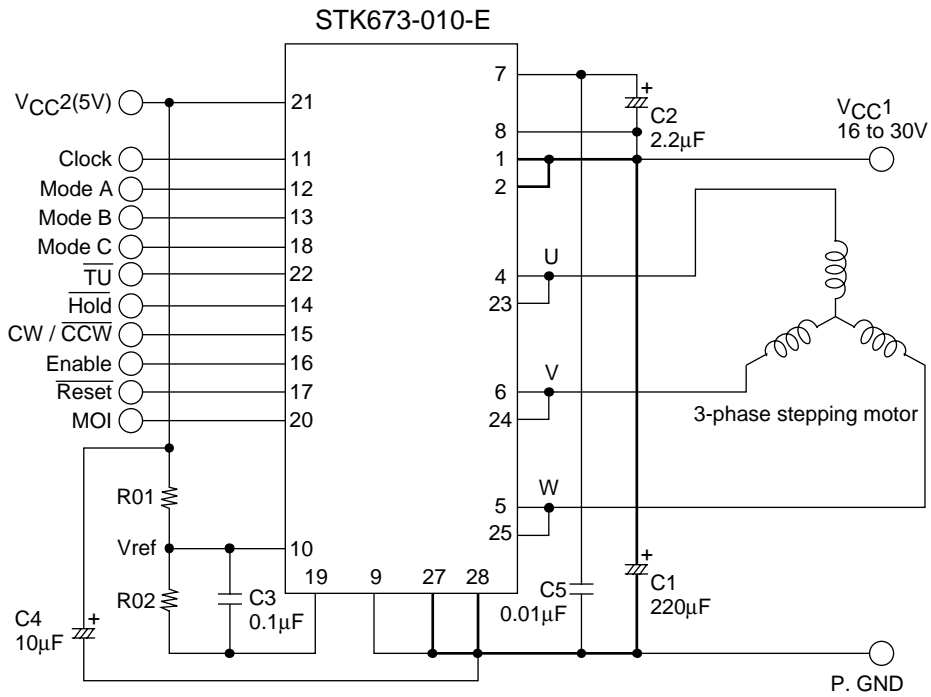 STK673-010-E
VCC2(5V)
21
Clock
11
Mode A
12
Mode B
13
Mode C
18
TU
22
Hold
14
CW / CCW
15
Enable
16
Reset
17
MOI
20
R01
Vref
10
R02
C3
0.1µF
C4
+
10µF
19
9
27
28
7
8
1
2
+
C2
2.2µF
VCC1
16 to 30V
4
U
23
6
V
24
3-phase stepping motor
5
W
25
C5
0.01µF
+
C1
220µF
P. GND